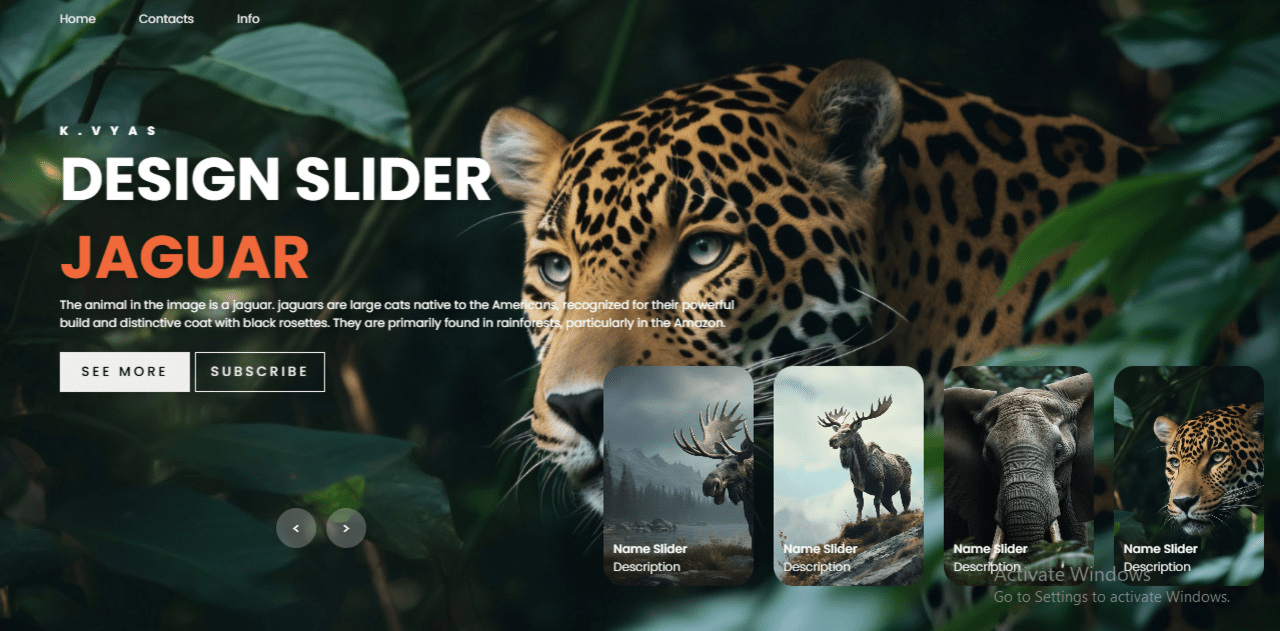 Home Contacts Info
K.VYAS
DESIGN SLIDER
JAGUAR
The animal in the image is a jaguar. jaguars are large cats native to the Americans, recognized for their powerful
build and distinctive coat with black rosettes. They are primarily found in rainforests, particularly in the Amazon.
SEE MORE SUBSCRIBE
< >
Name Slider
Description
Name Slider
Description
Name Slider
Description
Name Slider
Description
Activate Windows
Go to Settings to activate Windows.